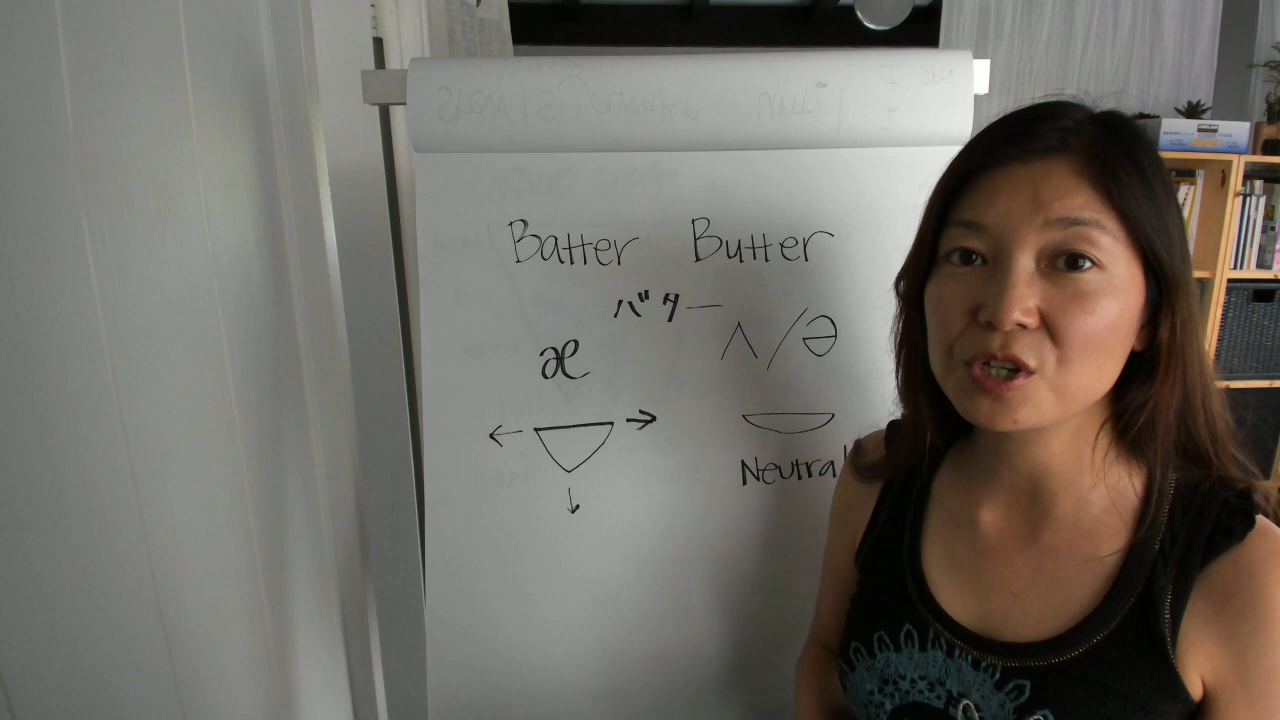 Batter Butter
バター
æ ʌ/ə
Neutral